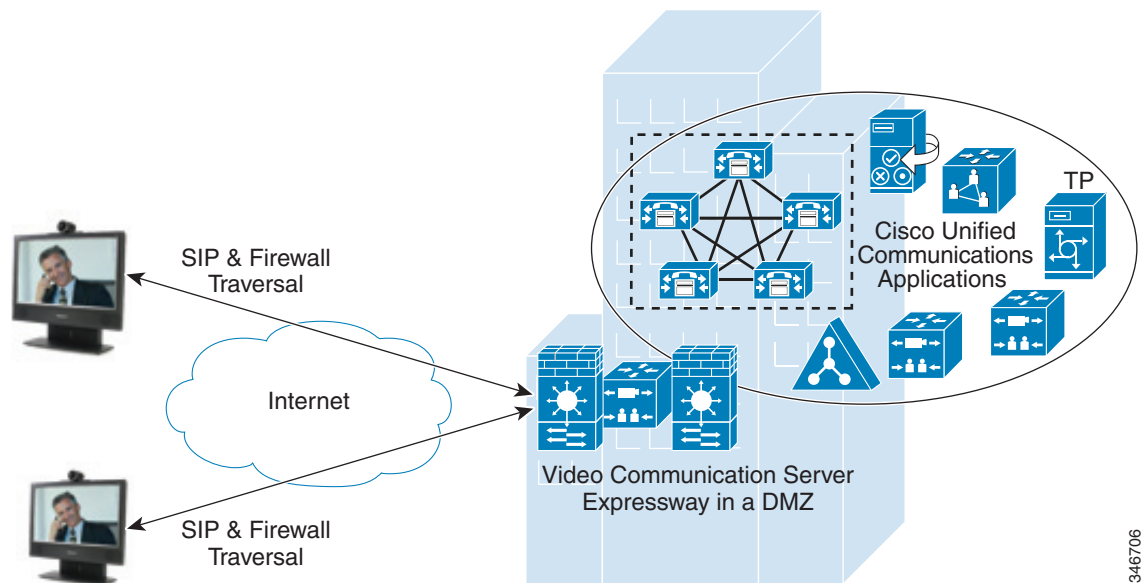 TP
Cisco Unified
Communications
Applications
SIP & Firewall
Traversal
Internet
Video Communication Server
Expressway in a DMZ
SIP & Firewall
Traversal
346706